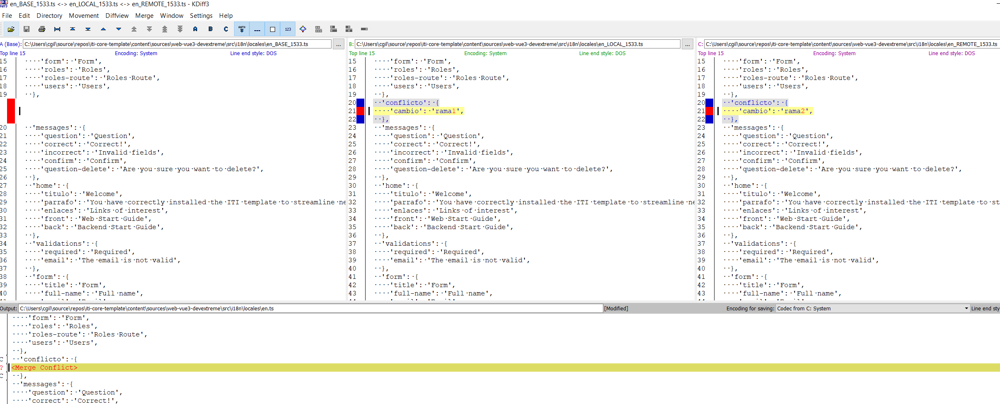 en_BASE_1533.ts <-> en_LOCAL_1533.ts <-> en_REMOTE_1533.ts - KDiff3
File Edit Directory Movement Diffview Merge Window Settings Help
A B C AUTO 123
A (Base): C:\Users\cgil\source\repos\iti-core-template\content\sources\web-vue3-devextreme\src\i18n\locales\en_BASE_1533.ts ...
Top line 15 Encoding: System Line end style: DOS
15 ····'form':·'Form',
16 ····'roles':·'Roles',
17 ····'roles-route':·'Roles·Route',
18 ····'users':·'Users',
19 ··},
20 ··'messages':·{
21 ····'question':·'Question',
22 ····'correct':·'Correct!',
23 ····'incorrect':·'Invalid·fields',
24 ····'confirm':·'Confirm',
25 ····'question-delete':·'Are·you·sure·you·want·to·delete?',
26 ··},
27 ··'home':·{
28 ····'titulo':·'Welcome',
29 ····'parrafo':·'You·have·correctly·installed·the·ITI·template·to·streamline·ne
30 ····'enlaces':·'Links·of·interest',
31 ····'front':·'Web·Start·Guide',
32 ····'back':·'Backend·Start·Guide',
33 ··},
34 ··'validations':·{
35 ····'required':·'Required',
36 ····'email':·'The·email·is·not·valid',
37 ··},
38 ··'form':·{
39 ····'title':·'Form',
40 ····'full-name':·'Full·name',
B: C:\Users\cgil\source\repos\iti-core-template\content\sources\web-vue3-devextreme\src\i18n\locales\en_LOCAL_1533.ts ...
Top line 15 Encoding: System Line end style: DOS
15 ····'form':·'Form',
16 ····'roles':·'Roles',
17 ····'roles-route':·'Roles·Route',
18 ····'users':·'Users',
19 ··},
20 ··'conflicto':·{
21 ····'cambio':·'rama1',
22 ··},
23 ··'messages':·{
24 ····'question':·'Question',
25 ····'correct':·'Correct!',
26 ····'incorrect':·'Invalid·fields',
27 ····'confirm':·'Confirm',
28 ····'question-delete':·'Are·you·sure·you·want·to·delete?',
29 ··},
30 ··'home':·{
31 ····'titulo':·'Welcome',
32 ····'parrafo':·'You·have·correctly·installed·the·ITI·template·to·streamline·ne
33 ····'enlaces':·'Links·of·interest',
34 ····'front':·'Web·Start·Guide',
35 ····'back':·'Backend·Start·Guide',
36 ··},
37 ··'validations':·{
38 ····'required':·'Required',
39 ····'email':·'The·email·is·not·valid',
40 ··},
41 ··'form':·{
42 ····'title':·'Form',
43 ····'full-name':·'Full·name',
C: C:\Users\cgil\source\repos\iti-core-template\content\sources\web-vue3-devextreme\src\i18n\locales\en_REMOTE_1533.ts
Top line 15 Encoding: System Line end style: DOS
15 ····'form':·'Form',
16 ····'roles':·'Roles',
17 ····'roles-route':·'Roles·Route',
18 ····'users':·'Users',
19 ··},
20 ··'conflicto':·{
21 ····'cambio':·'rama2',
22 ··},
23 ··'messages':·{
24 ····'question':·'Question',
25 ····'correct':·'Correct!',
26 ····'incorrect':·'Invalid·fields',
27 ····'confirm':·'Confirm',
28 ····'question-delete':·'Are·you·sure·you·want·to·delete?',
29 ··},
30 ··'home':·{
31 ····'titulo':·'Welcome',
32 ····'parrafo':·'You·have·correctly·installed·the·ITI·template·to·st
33 ····'enlaces':·'Links·of·interest',
34 ····'front':·'Web·Start·Guide',
35 ····'back':·'Backend·Start·Guide',
36 ··},
37 ··'validations':·{
38 ····'required':·'Required',
39 ····'email':·'The·email·is·not·valid',
40 ··},
41 ··'form':·{
42 ····'title':·'Form',
43 ····'full-name':·'Full·name',
Output: C:\Users\cgil\source\repos\iti-core-template\content\sources\web-vue3-devextreme\src\i18n\locales\en.ts [Modified] Encoding for saving: Codec from C: System Line end sty
····'form':·'Form',
····'roles':·'Roles',
····'roles-route':·'Roles·Route',
····'users':·'Users',
··},
C ··'conflicto':·{
? <Merge Conflict>
C ··},
··'messages':·{
····'question':·'Question',
····'correct':·'Correct!',